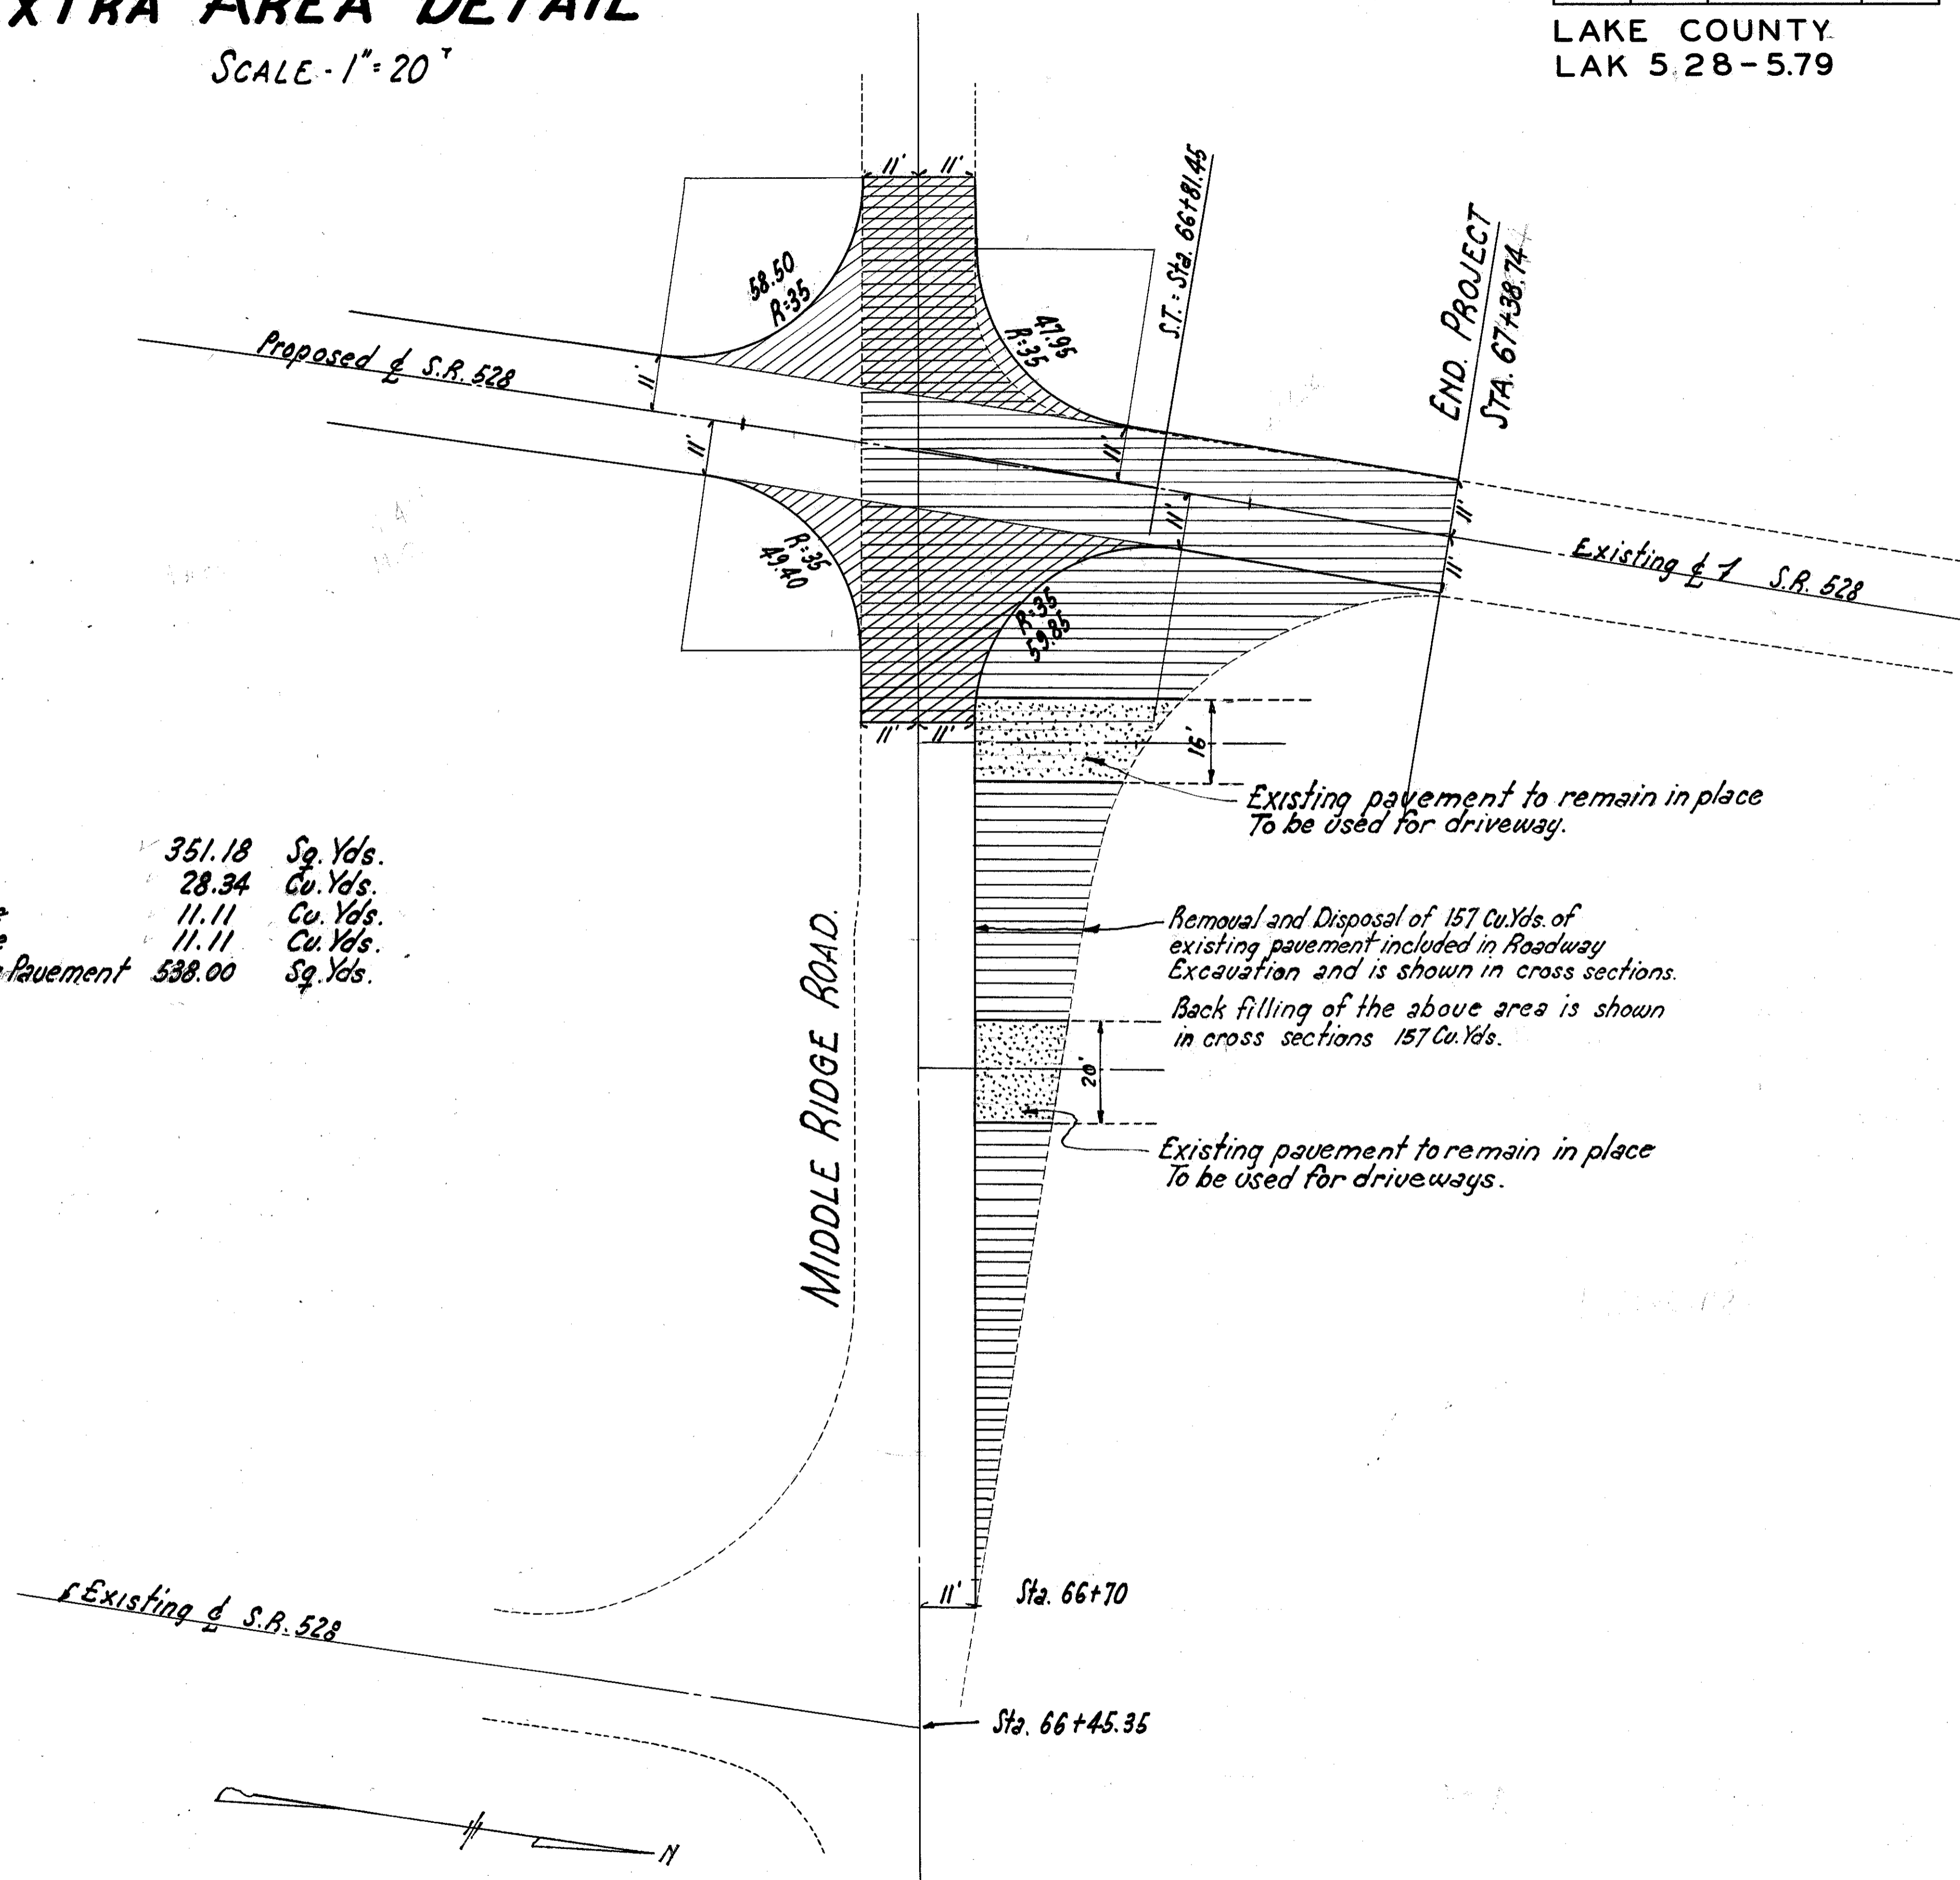 XTRA AREA DETAIL
SCALE - 1" = 20'
LAKE COUNTY
LAK 5.28-5.79
11' 11'
S.T. = Sta. 66+81.45
END. PROJECT
STA. 67+38.74
58.50
R=35
47.95
R=35
Proposed ℄ S.R. 528
11'
11'
11'
11'
11'
11'
Existing ℄ S.R. 528
R=35
49.40
R=35
59.85
11' 11'
16'
Existing pavement to remain in place
To be used for driveway.
351.18 Sq. Yds.
28.34 Cu. Yds.
e 11.11 Cu. Yds.
e 11.11 Cu. Yds.
Pavement 538.00 Sq. Yds.
MIDDLE RIDGE ROAD.
Removal and Disposal of 157 Cu.Yds. of
existing pavement included in Roadway
Excavation and is shown in cross sections.
Back filling of the above area is shown
in cross sections 157 Cu.Yds.
20'
Existing pavement to remain in place
To be used for driveways.
11' Sta. 66+70
Existing ℄ S.R. 528
Sta. 66+45.35
N